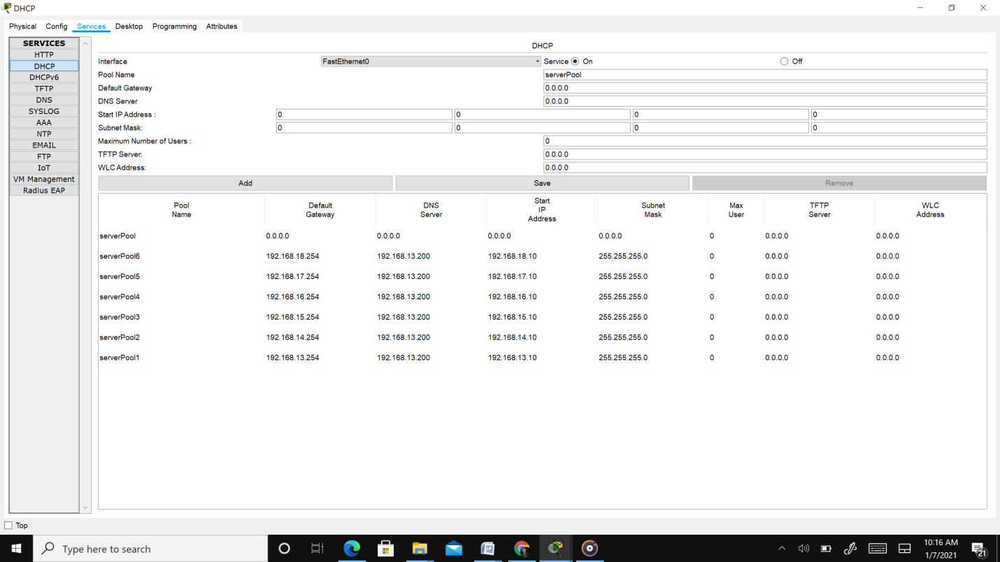 DHCP
Physical Config Services Desktop Programming Attributes
SERVICES
HTTP
DHCP
DHCPv6
TFTP
DNS
SYSLOG
AAA
NTP
EMAIL
FTP
IoT
VM Management
Radius EAP
DHCP
Interface FastEthernet0 Service On Off
Pool Name serverPool
Default Gateway 0.0.0.0
DNS Server 0.0.0.0
Start IP Address : 0 0 0 0
Subnet Mask: 0 0 0 0
Maximum Number of Users : 0
TFTP Server: 0.0.0.0
WLC Address: 0.0.0.0
Add Save Remove
Pool Name Default Gateway DNS Server Start IP Address Subnet Mask Max User TFTP Server WLC Address
serverPool 0.0.0.0 0.0.0.0 0.0.0.0 0.0.0.0 0 0.0.0.0 0.0.0.0
serverPool6 192.168.18.254 192.168.13.200 192.168.18.10 255.255.255.0 0 0.0.0.0 0.0.0.0
serverPool5 192.168.17.254 192.168.13.200 192.168.17.10 255.255.255.0 0 0.0.0.0 0.0.0.0
serverPool4 192.168.16.254 192.168.13.200 192.168.16.10 255.255.255.0 0 0.0.0.0 0.0.0.0
serverPool3 192.168.15.254 192.168.13.200 192.168.15.10 255.255.255.0 0 0.0.0.0 0.0.0.0
serverPool2 192.168.14.254 192.168.13.200 192.168.14.10 255.255.255.0 0 0.0.0.0 0.0.0.0
serverPool1 192.168.13.254 192.168.13.200 192.168.13.10 255.255.255.0 0 0.0.0.0 0.0.0.0
Top
Type here to search
10:16 AM
1/7/2021
21